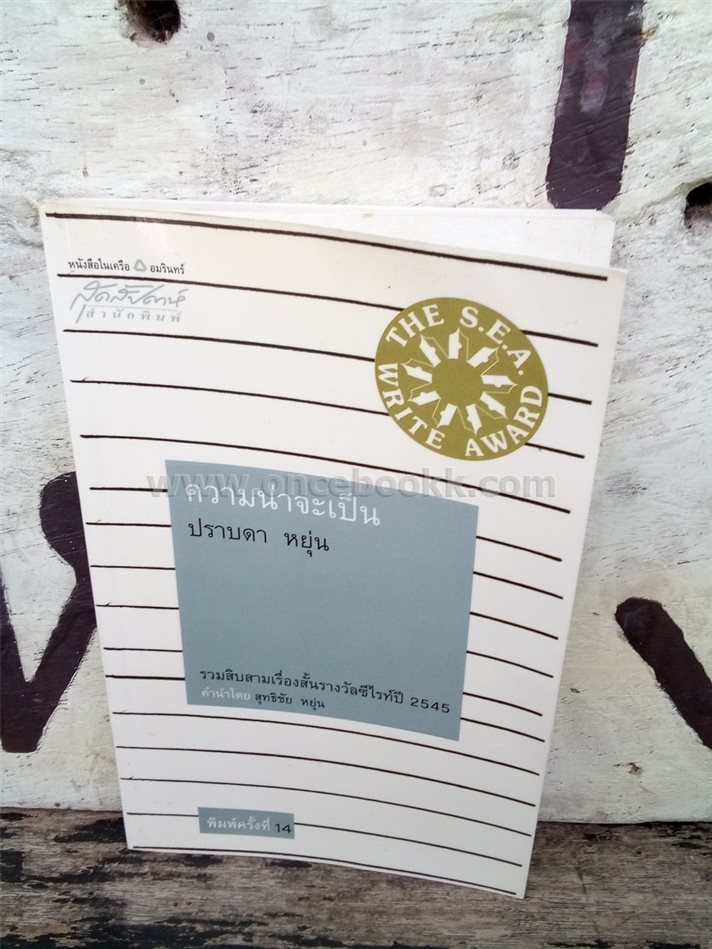 หนังสือในเครือ อมรินทร์
สุดสัปดาห์
สำนักพิมพ์
THE S.E.A.
WRITE AWARD
www.oncebookk.com
ความน่าจะเป็น
ปราบดา หยุ่น
รวมสิบสามเรื่องสั้นรางวัลซีไรท์ปี 2545
คำนำโดย สุทธิชัย หยุ่น
พิมพ์ครั้งที่ 14